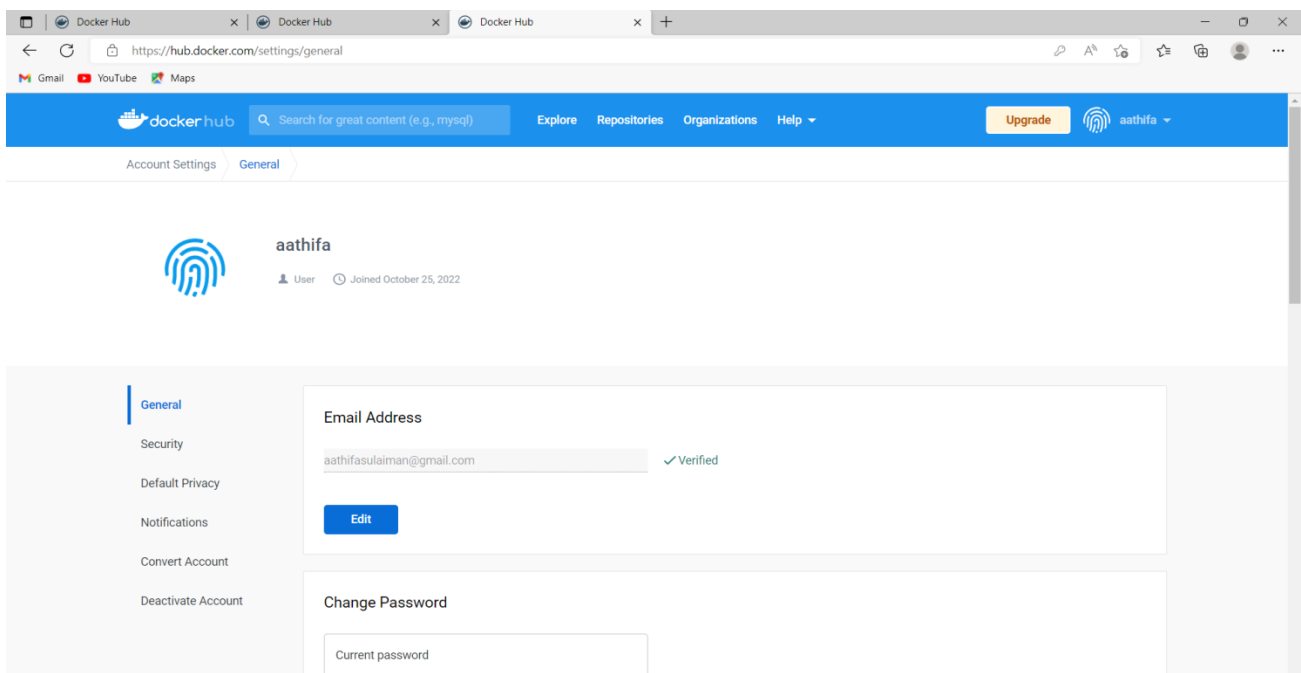 Docker Hub Docker Hub Docker Hub
https://hub.docker.com/settings/general
Gmail YouTube Maps
dockerhub Search for great content (e.g., mysql) Explore Repositories Organizations Help Upgrade aathifa
Account Settings General
aathifa
User Joined October 25, 2022
General
Security
Default Privacy
Notifications
Convert Account
Deactivate Account
Email Address
aathifasulaiman@gmail.com Verified
Edit
Change Password
Current password